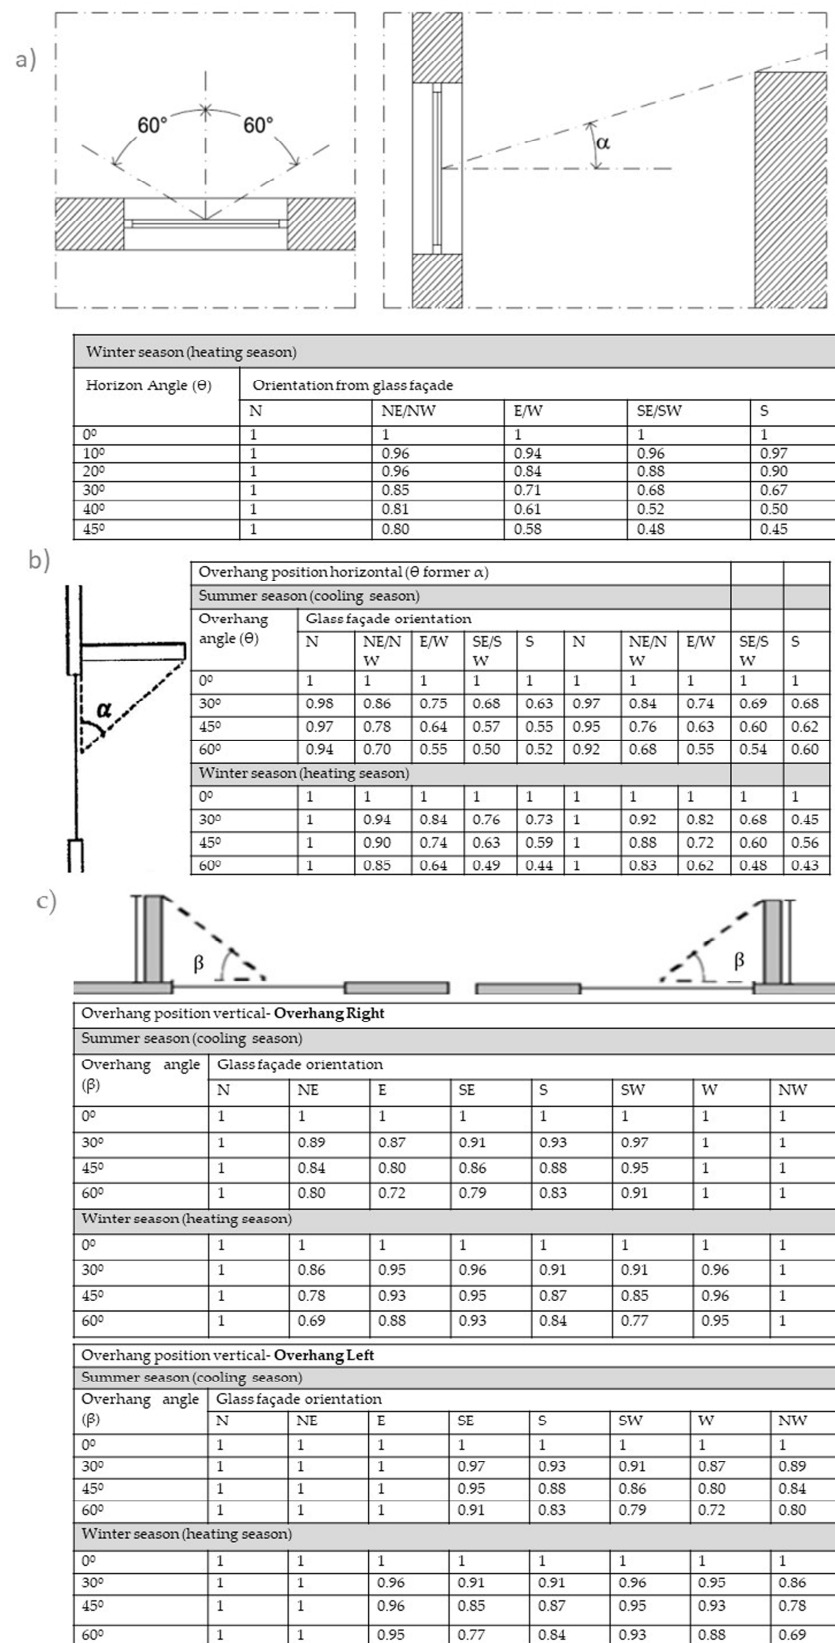 a)
60° 60°
α
Winter season (heating season)
Horizon Angle (θ) Orientation from glass façade
N NE/NW E/W SE/SW S
0º 1 1 1 1 1
10º 1 0.96 0.94 0.96 0.97
20º 1 0.96 0.84 0.88 0.90
30º 1 0.85 0.71 0.68 0.67
40º 1 0.81 0.61 0.52 0.50
45º 1 0.80 0.58 0.48 0.45
b)
α
Overhang position horizontal (θ former α)
Summer season (cooling season)
Overhang Glass façade orientation
angle (θ) N NE/N E/W SE/S S N NE/N E/W SE/S S
W W W W
0º 1 1 1 1 1 1 1 1 1 1
30º 0.98 0.86 0.75 0.68 0.63 0.97 0.84 0.74 0.69 0.68
45º 0.97 0.78 0.64 0.57 0.55 0.95 0.76 0.63 0.60 0.62
60º 0.94 0.70 0.55 0.50 0.52 0.92 0.68 0.55 0.54 0.60
Winter season (heating season)
0º 1 1 1 1 1 1 1 1 1 1
30º 1 0.94 0.84 0.76 0.73 1 0.92 0.82 0.68 0.45
45º 1 0.90 0.74 0.63 0.59 1 0.88 0.72 0.60 0.56
60º 1 0.85 0.64 0.49 0.44 1 0.83 0.62 0.48 0.43
c)
β β
Overhang position vertical- Overhang Right
Summer season (cooling season)
Overhang angle Glass façade orientation
(β) N NE E SE S SW W NW
0º 1 1 1 1 1 1 1 1
30º 1 0.89 0.87 0.91 0.93 0.97 1 1
45º 1 0.84 0.80 0.86 0.88 0.95 1 1
60º 1 0.80 0.72 0.79 0.83 0.91 1 1
Winter season (heating season)
0º 1 1 1 1 1 1 1 1
30º 1 0.86 0.95 0.96 0.91 0.91 0.96 1
45º 1 0.78 0.93 0.95 0.87 0.85 0.96 1
60º 1 0.69 0.88 0.93 0.84 0.77 0.95 1
Overhang position vertical- Overhang Left
Summer season (cooling season)
Overhang angle Glass façade orientation
(β) N NE E SE S SW W NW
0º 1 1 1 1 1 1 1 1
30º 1 1 1 0.97 0.93 0.91 0.87 0.89
45º 1 1 1 0.95 0.88 0.86 0.80 0.84
60º 1 1 1 0.91 0.83 0.79 0.72 0.80
Winter season (heating season)
0º 1 1 1 1 1 1 1 1
30º 1 1 0.96 0.91 0.91 0.96 0.95 0.86
45º 1 1 0.96 0.85 0.87 0.95 0.93 0.78
60º 1 1 0.95 0.77 0.84 0.93 0.88 0.69